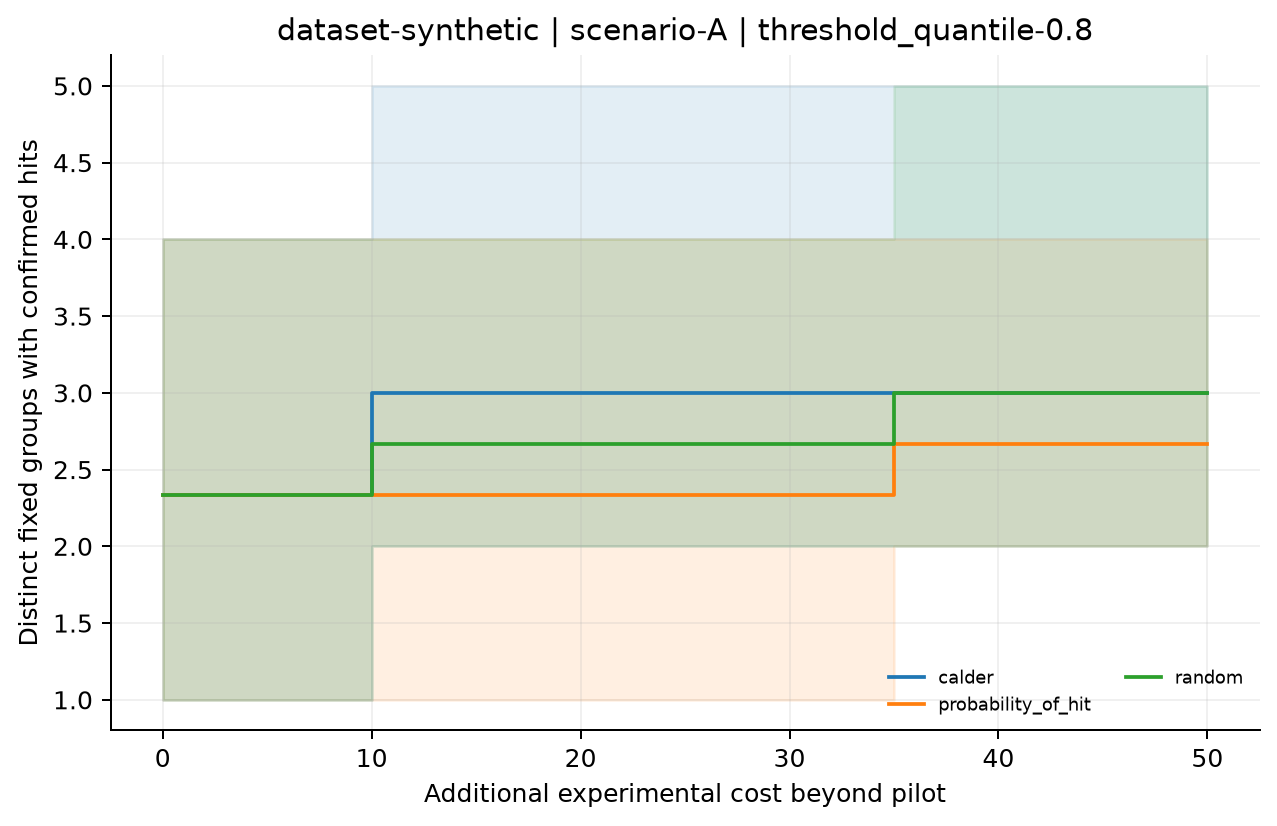 dataset-synthetic | scenario-A | threshold_quantile-0.8
Distinct fixed groups with confirmed hits
5.0
4.5
4.0
3.5
3.0
2.5
2.0
1.5
1.0
calder
probability_of_hit
random
0 10 20 30 40 50
Additional experimental cost beyond pilot